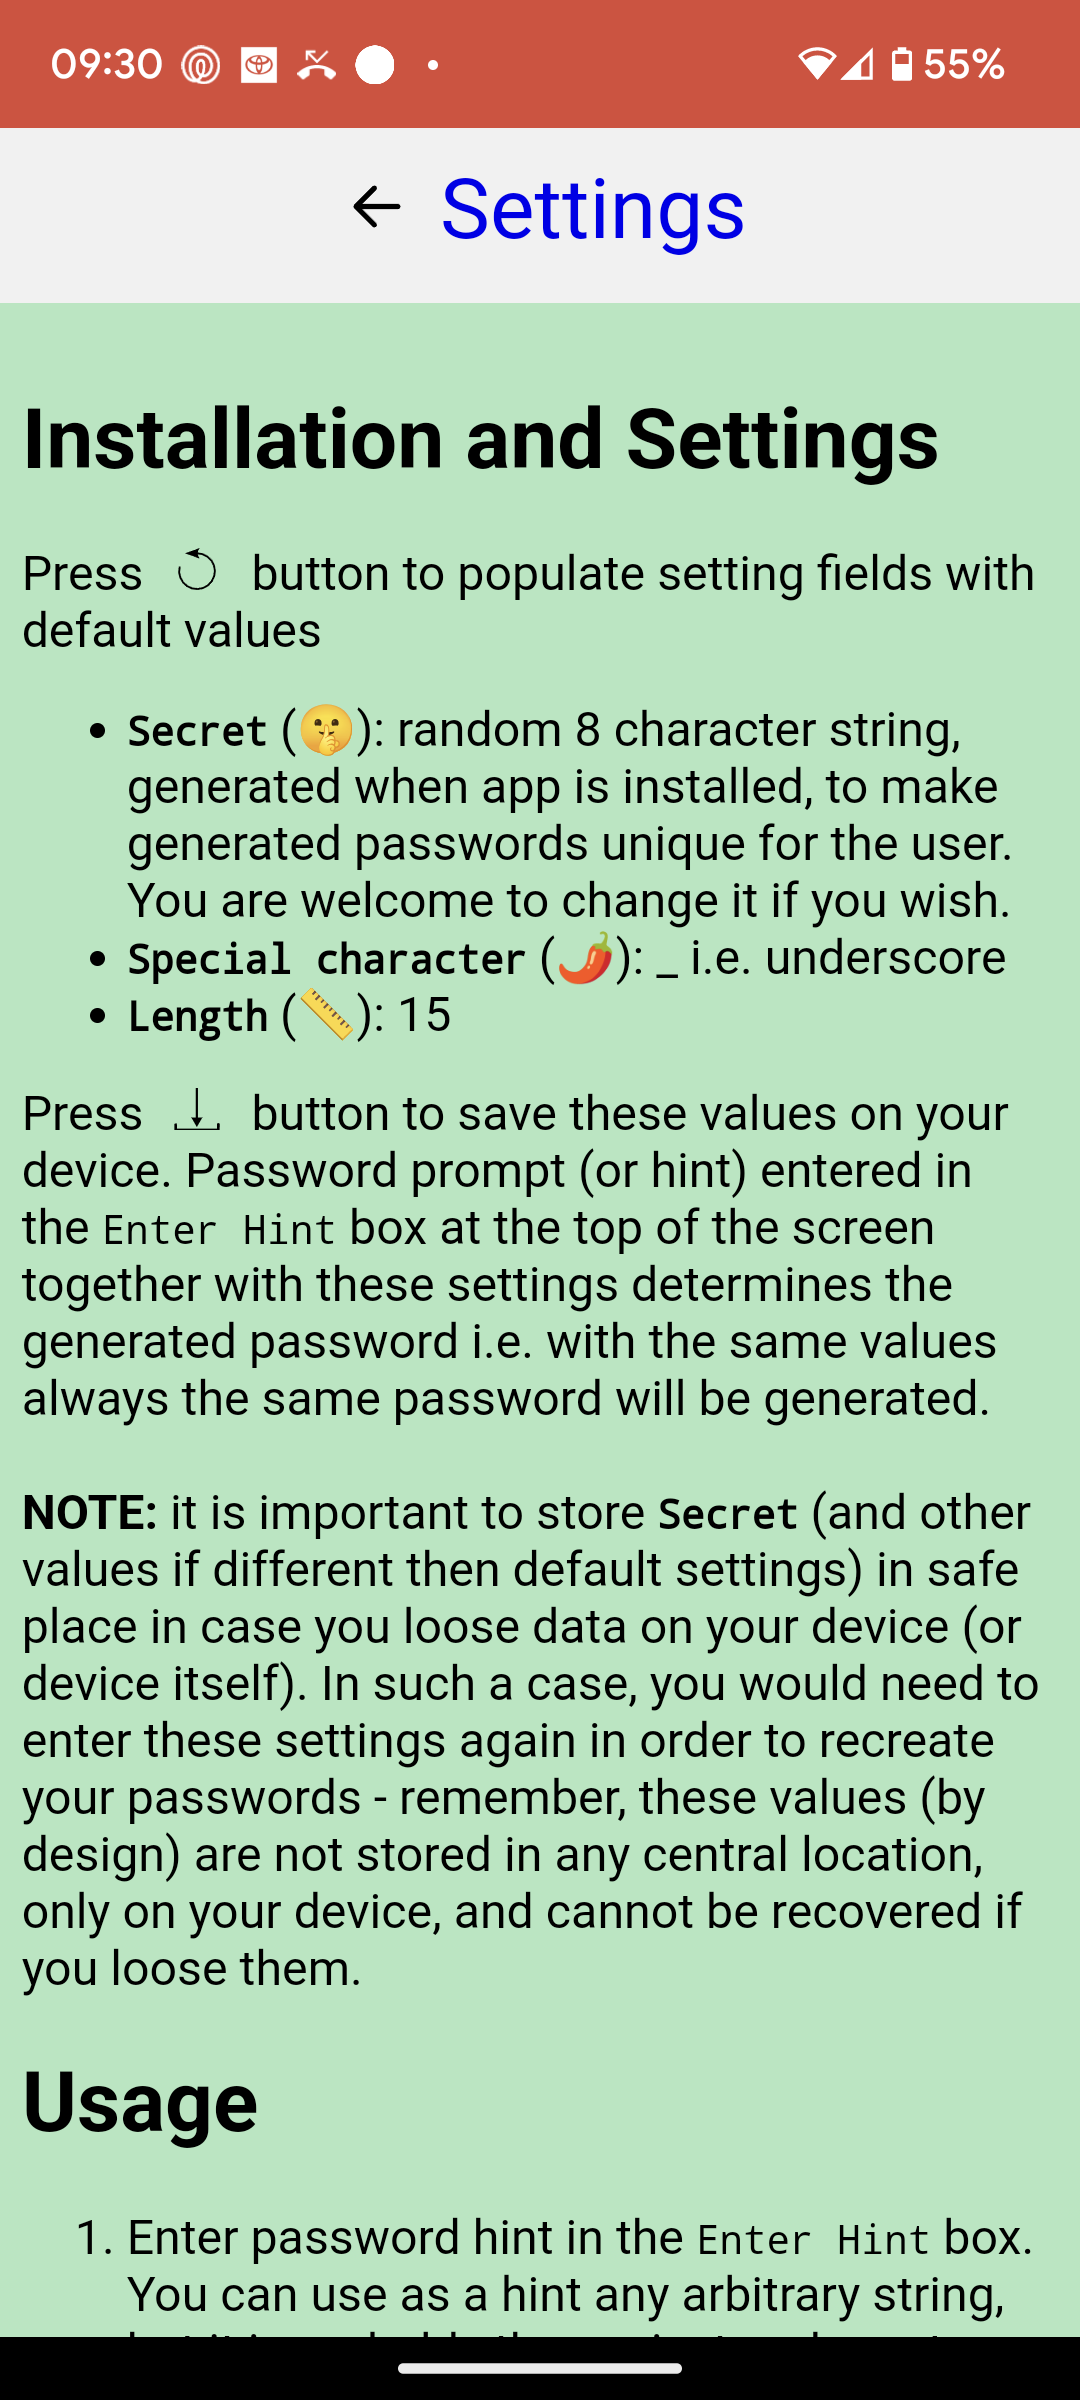 09:30
55%
Settings
Installation and Settings
Press button to populate setting fields with
default values
Secret (🤫): random 8 character string,
generated when app is installed, to make
generated passwords unique for the user.
You are welcome to change it if you wish.
Special character (🌶️): _ i.e. underscore
Length (📏): 15
Press button to save these values on your
device. Password prompt (or hint) entered in
the Enter Hint box at the top of the screen
together with these settings determines the
generated password i.e. with the same values
always the same password will be generated.
NOTE: it is important to store Secret (and other
values if different then default settings) in safe
place in case you loose data on your device (or
device itself). In such a case, you would need to
enter these settings again in order to recreate
your passwords - remember, these values (by
design) are not stored in any central location,
only on your device, and cannot be recovered if
you loose them.
Usage
1. Enter password hint in the Enter Hint box.
You can use as a hint any arbitrary string,